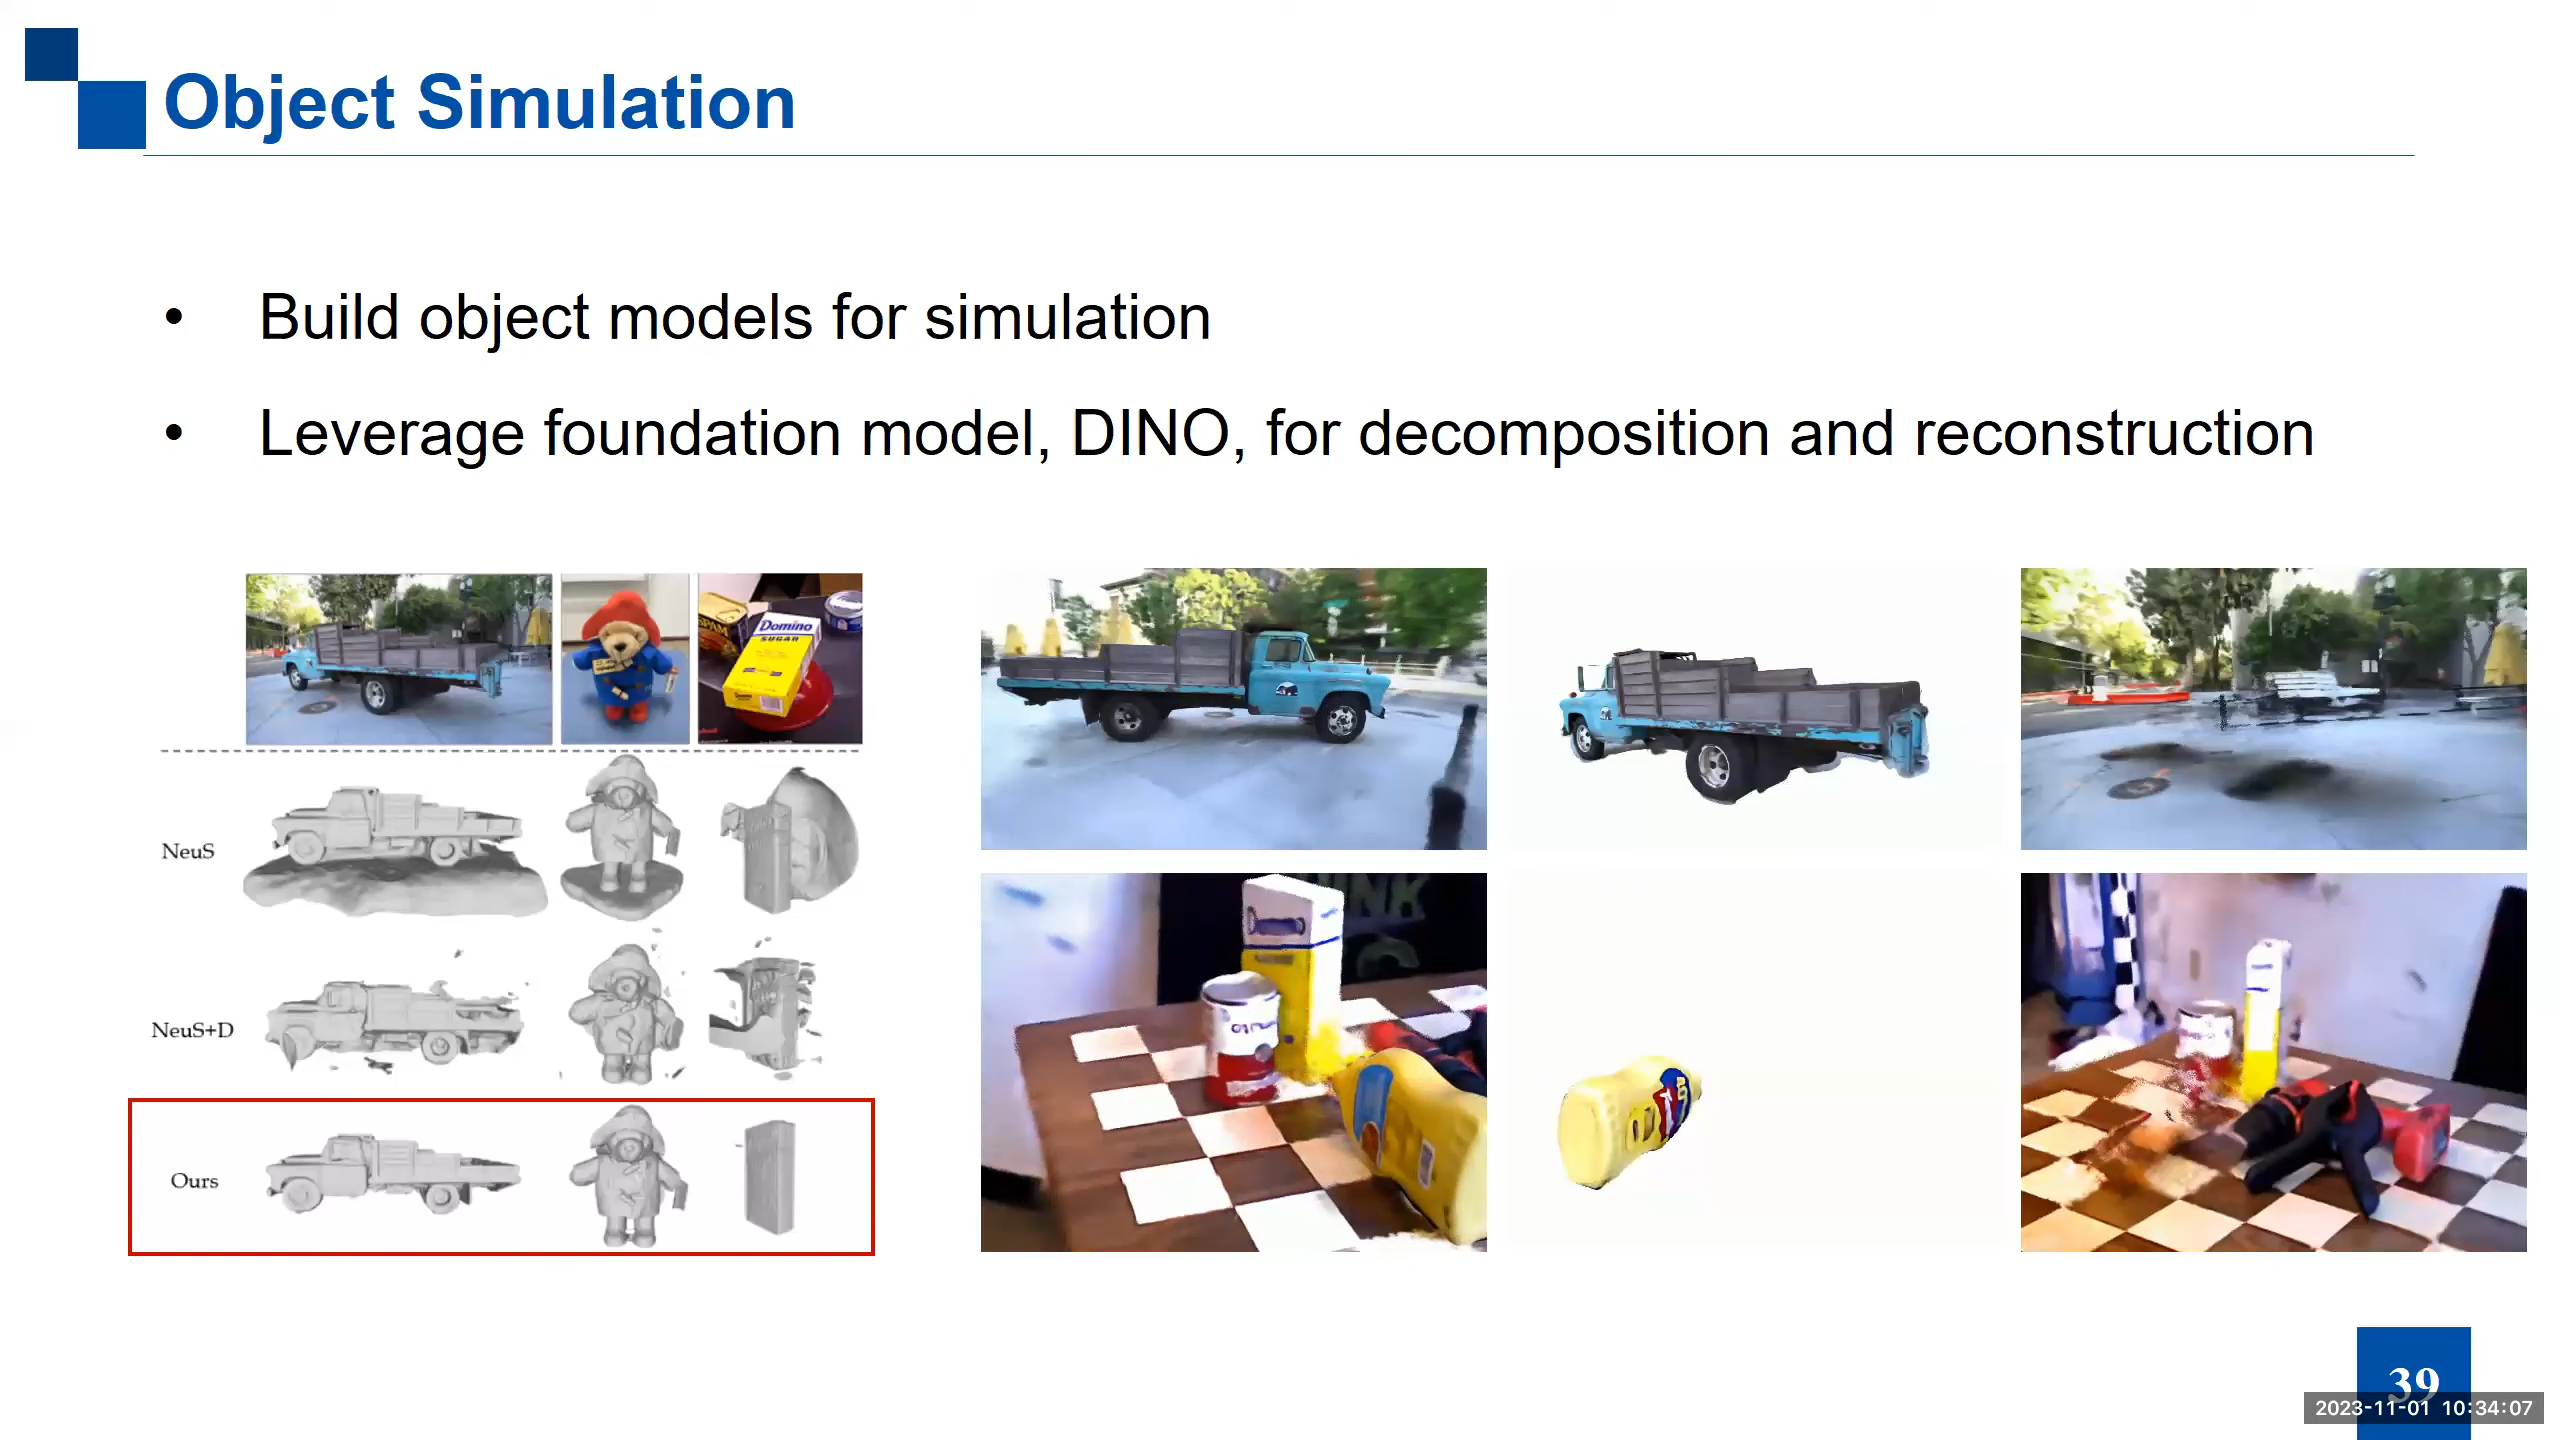 Object Simulation
• Build object models for simulation
• Leverage foundation model, DINO, for decomposition and reconstruction
SPAM
Domino
SUGAR
NeuS
NeuS+D
Ours
39
2023-11-01 10:34:07